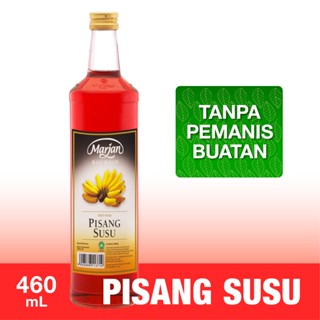 TANPA
PEMANIS
BUATAN
Marjan
PISANG
SUSU
460
mL
PISANG SUSU